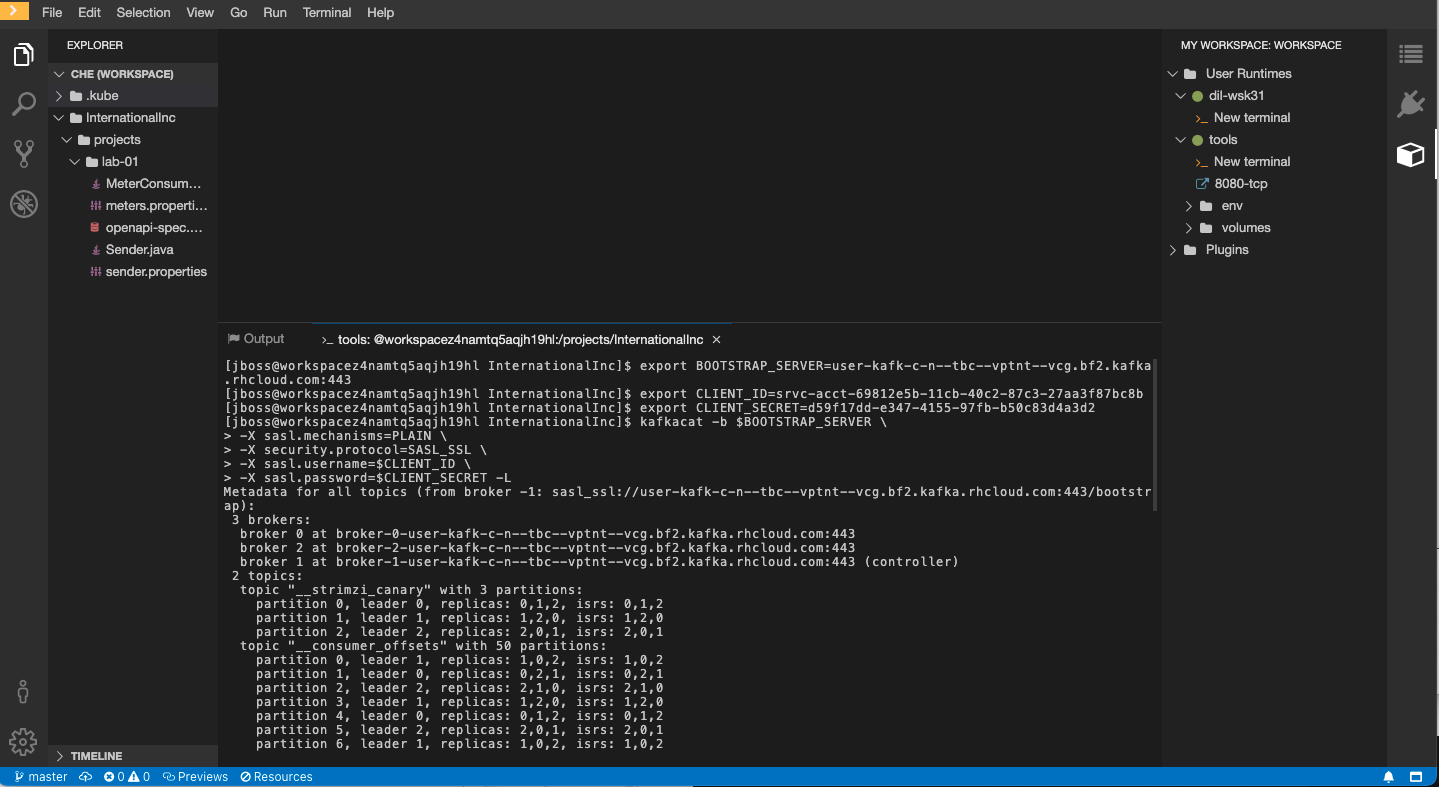 File Edit Selection View Go Run Terminal Help
EXPLORER
CHE (WORKSPACE)
.kube
InternationalInc
projects
lab-01
MeterConsum...
meters.properti...
openapi-spec....
Sender.java
sender.properties
TIMELINE
Output
>_ tools: @workspacez4namtq5aqjh19hl:/projects/InternationalInc ×
[jboss@workspacez4namtq5aqjh19hl InternationalInc]$ export BOOTSTRAP_SERVER=user-kafk-c-n--tbc--vptnt--vcg.bf2.kafka
.rhcloud.com:443
[jboss@workspacez4namtq5aqjh19hl InternationalInc]$ export CLIENT_ID=srvc-acct-69812e5b-11cb-40c2-87c3-27aa3f87bc8b
[jboss@workspacez4namtq5aqjh19hl InternationalInc]$ export CLIENT_SECRET=d59f17dd-e347-4155-97fb-b50c83d4a3d2
[jboss@workspacez4namtq5aqjh19hl InternationalInc]$ kafkacat -b $BOOTSTRAP_SERVER \
> -X sasl.mechanisms=PLAIN \
> -X security.protocol=SASL_SSL \
> -X sasl.username=$CLIENT_ID \
> -X sasl.password=$CLIENT_SECRET -L
Metadata for all topics (from broker -1: sasl_ssl://user-kafk-c-n--tbc--vptnt--vcg.bf2.kafka.rhcloud.com:443/bootstr
ap):
3 brokers:
broker 0 at broker-0-user-kafk-c-n--tbc--vptnt--vcg.bf2.kafka.rhcloud.com:443
broker 2 at broker-2-user-kafk-c-n--tbc--vptnt--vcg.bf2.kafka.rhcloud.com:443
broker 1 at broker-1-user-kafk-c-n--tbc--vptnt--vcg.bf2.kafka.rhcloud.com:443 (controller)
2 topics:
topic "__strimzi_canary" with 3 partitions:
partition 0, leader 0, replicas: 0,1,2, isrs: 0,1,2
partition 1, leader 1, replicas: 1,2,0, isrs: 1,2,0
partition 2, leader 2, replicas: 2,0,1, isrs: 2,0,1
topic "__consumer_offsets" with 50 partitions:
partition 0, leader 1, replicas: 1,0,2, isrs: 1,0,2
partition 1, leader 0, replicas: 0,2,1, isrs: 0,2,1
partition 2, leader 2, replicas: 2,1,0, isrs: 2,1,0
partition 3, leader 1, replicas: 1,2,0, isrs: 1,2,0
partition 4, leader 0, replicas: 0,1,2, isrs: 0,1,2
partition 5, leader 2, replicas: 2,0,1, isrs: 2,0,1
partition 6, leader 1, replicas: 1,0,2, isrs: 1,0,2
MY WORKSPACE: WORKSPACE
User Runtimes
dil-wsk31
>_ New terminal
tools
>_ New terminal
8080-tcp
env
volumes
Plugins
master 0 0 Previews Resources